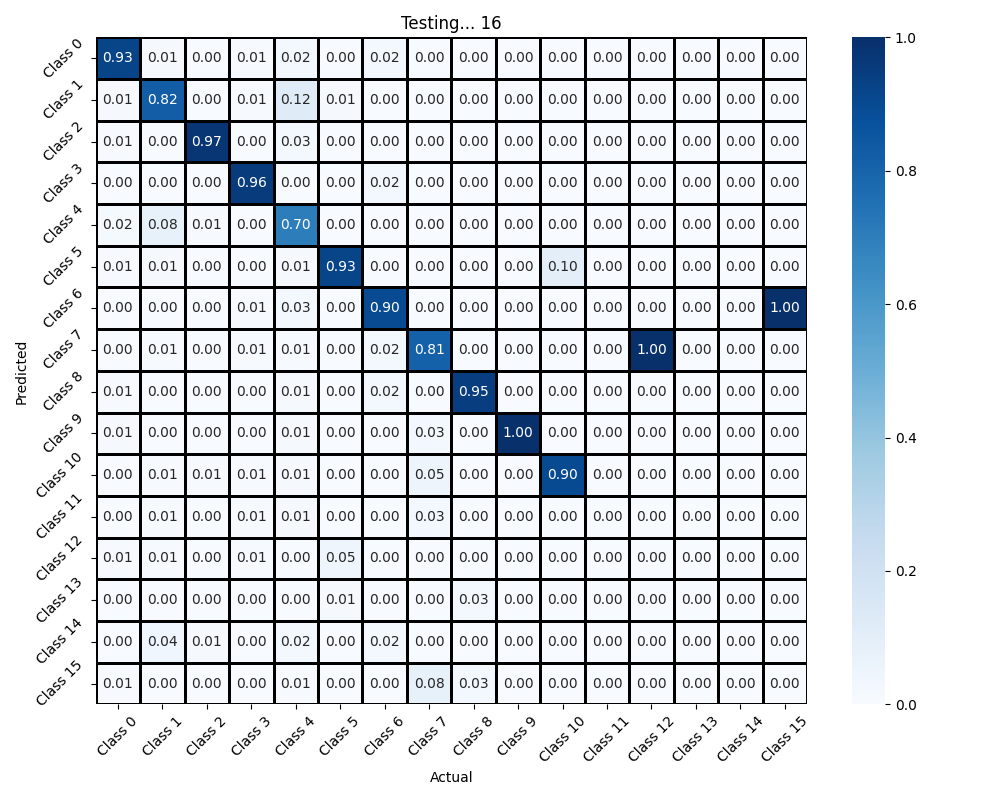 Testing... 16
Class 0 0.93 0.01 0.00 0.01 0.02 0.00 0.02 0.00 0.00 0.00 0.00 0.00 0.00 0.00 0.00 0.00
Class 1 0.01 0.82 0.00 0.01 0.12 0.01 0.00 0.00 0.00 0.00 0.00 0.00 0.00 0.00 0.00 0.00
Class 2 0.01 0.00 0.97 0.00 0.03 0.00 0.00 0.00 0.00 0.00 0.00 0.00 0.00 0.00 0.00 0.00
Class 3 0.00 0.00 0.00 0.96 0.00 0.00 0.02 0.00 0.00 0.00 0.00 0.00 0.00 0.00 0.00 0.00
Class 4 0.02 0.08 0.01 0.00 0.70 0.00 0.00 0.00 0.00 0.00 0.00 0.00 0.00 0.00 0.00 0.00
Class 5 0.01 0.01 0.00 0.00 0.01 0.93 0.00 0.00 0.00 0.00 0.10 0.00 0.00 0.00 0.00 0.00
Class 6 0.00 0.00 0.00 0.01 0.03 0.00 0.90 0.00 0.00 0.00 0.00 0.00 0.00 0.00 0.00 1.00
Class 7 0.00 0.01 0.00 0.01 0.01 0.00 0.02 0.81 0.00 0.00 0.00 0.00 1.00 0.00 0.00 0.00
Class 8 0.01 0.00 0.00 0.00 0.01 0.00 0.02 0.00 0.95 0.00 0.00 0.00 0.00 0.00 0.00 0.00
Class 9 0.01 0.00 0.00 0.00 0.01 0.00 0.00 0.03 0.00 1.00 0.00 0.00 0.00 0.00 0.00 0.00
Class 10 0.00 0.01 0.01 0.01 0.01 0.00 0.00 0.05 0.00 0.00 0.90 0.00 0.00 0.00 0.00 0.00
Class 11 0.00 0.01 0.00 0.01 0.01 0.00 0.00 0.03 0.00 0.00 0.00 0.00 0.00 0.00 0.00 0.00
Class 12 0.01 0.01 0.00 0.01 0.00 0.05 0.00 0.00 0.00 0.00 0.00 0.00 0.00 0.00 0.00 0.00
Class 13 0.00 0.00 0.00 0.00 0.00 0.01 0.00 0.00 0.03 0.00 0.00 0.00 0.00 0.00 0.00 0.00
Class 14 0.00 0.04 0.01 0.00 0.02 0.00 0.02 0.00 0.00 0.00 0.00 0.00 0.00 0.00 0.00 0.00
Class 15 0.01 0.00 0.00 0.00 0.01 0.00 0.00 0.08 0.03 0.00 0.00 0.00 0.00 0.00 0.00 0.00
Class 0 Class 1 Class 2 Class 3 Class 4 Class 5 Class 6 Class 7 Class 8 Class 9 Class 10 Class 11 Class 12 Class 13 Class 14 Class 15
Actual
Predicted
1.0
0.8
0.6
0.4
0.2
0.0